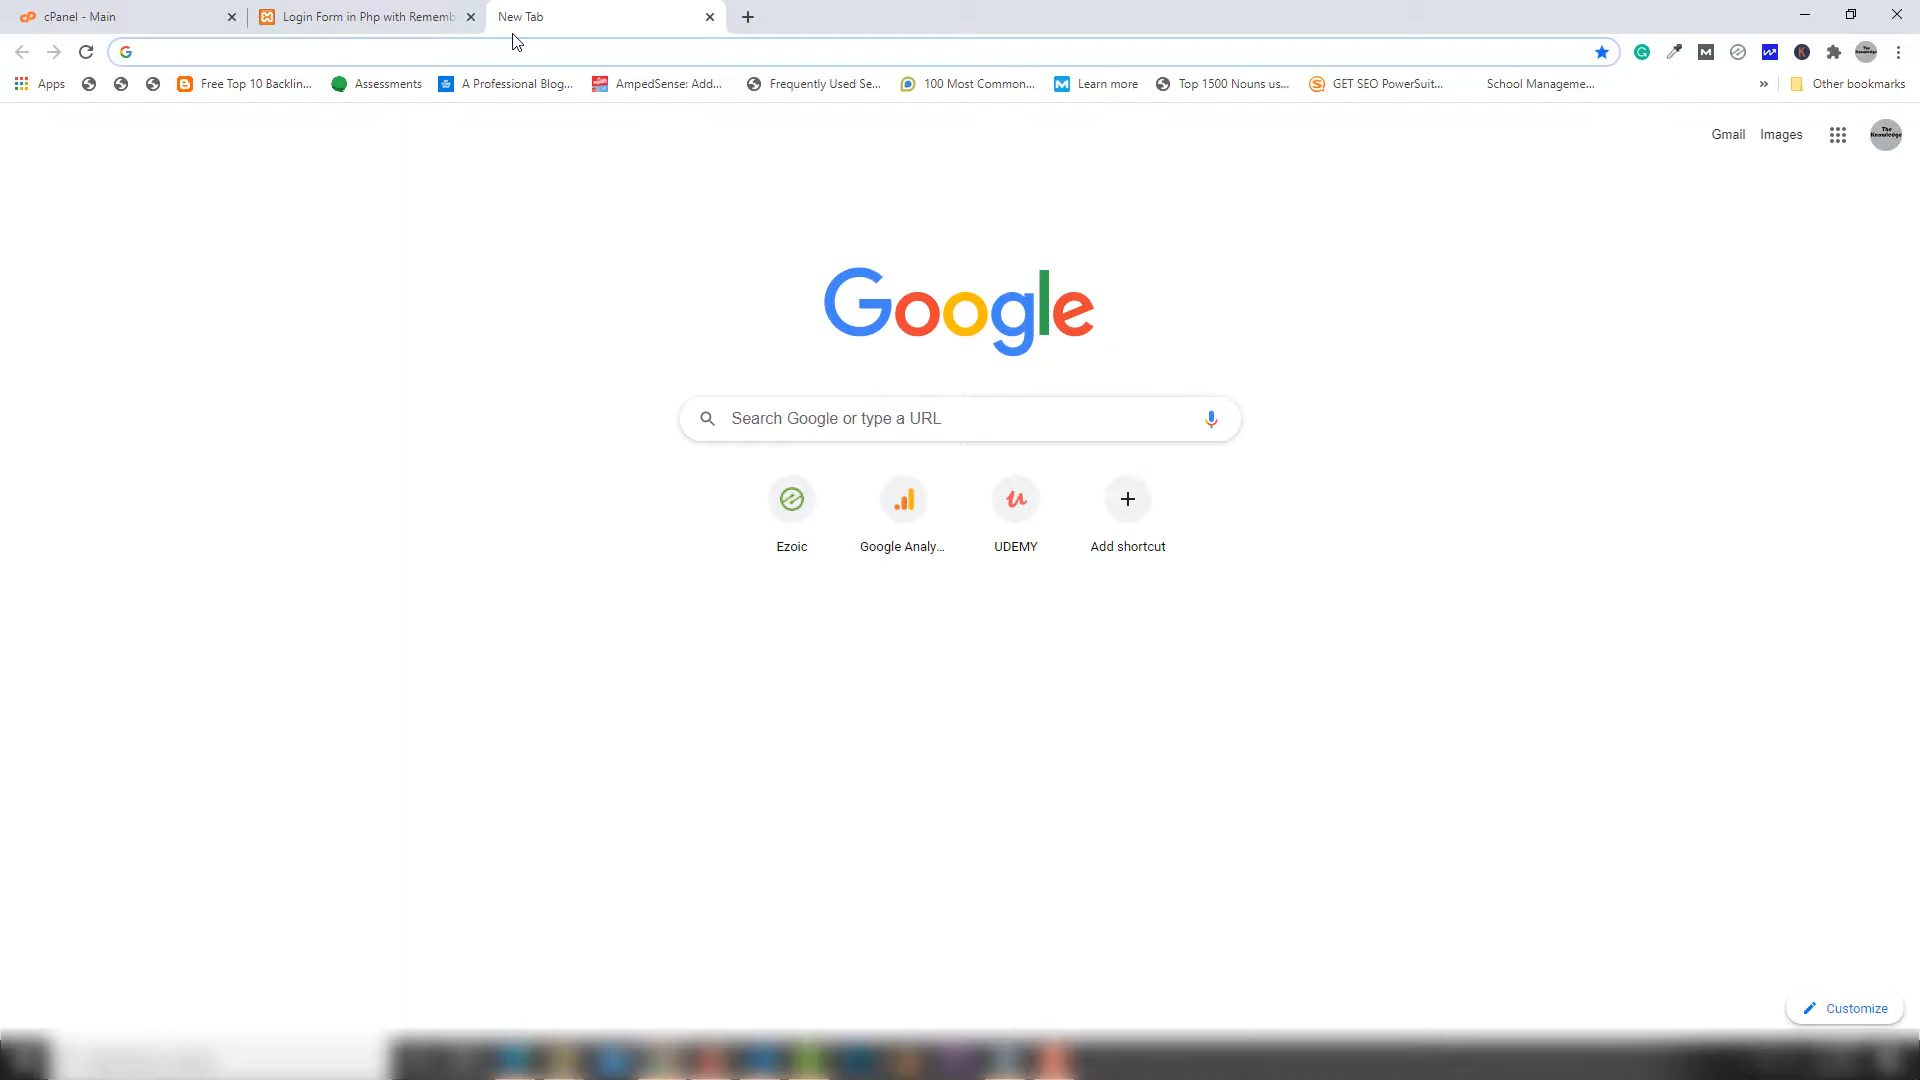 cPanel - Main
Login Form in Php with Rememb
New Tab
Apps
Free Top 10 Backlin...
Assessments
A Professional Blog...
AmpedSense: Add...
Frequently Used Se...
100 Most Common...
Learn more
Top 1500 Nouns us...
GET SEO PowerSuit...
School Manageme...
»
Other bookmarks
Gmail
Images
The Knowledge
Google
Search Google or type a URL
Ezoic
Google Analy...
UDEMY
Add shortcut
Customize